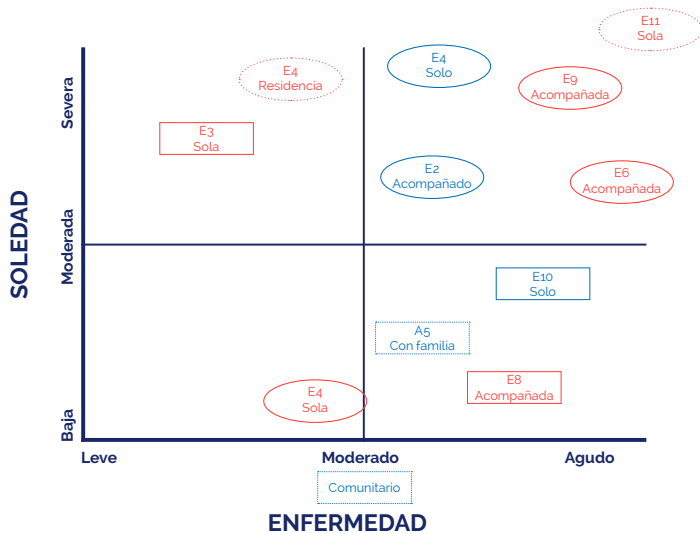 E11
Sola
E4
Solo
E4
Residencia
E9
Acompañada
Severa
E3
Sola
E2
Acompañado
E6
Acompañada
SOLEDAD
Moderada
E10
Solo
A5
Con familia
E8
Acompañada
E4
Sola
Baja
Leve
Moderado
Agudo
Comunitario
ENFERMEDAD